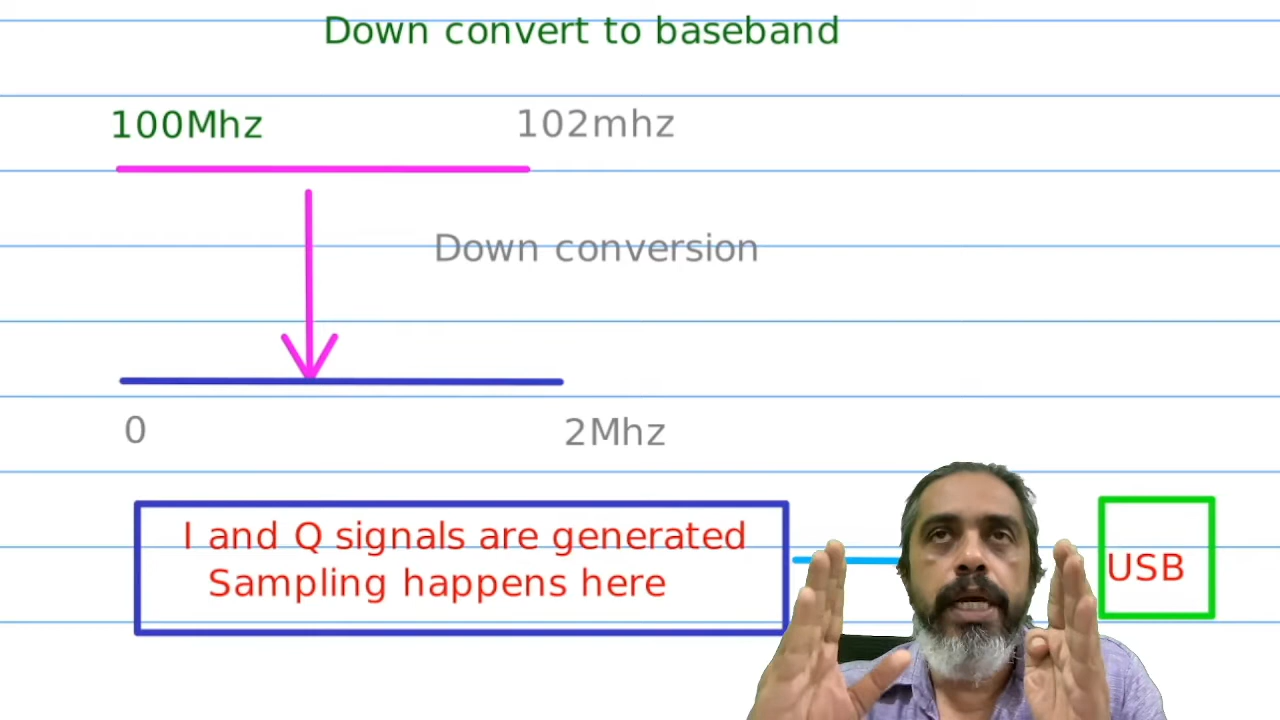 Down convert to baseband
100Mhz 102mhz
Down conversion
0 2Mhz
I and Q signals are generated
Sampling happens here
USB